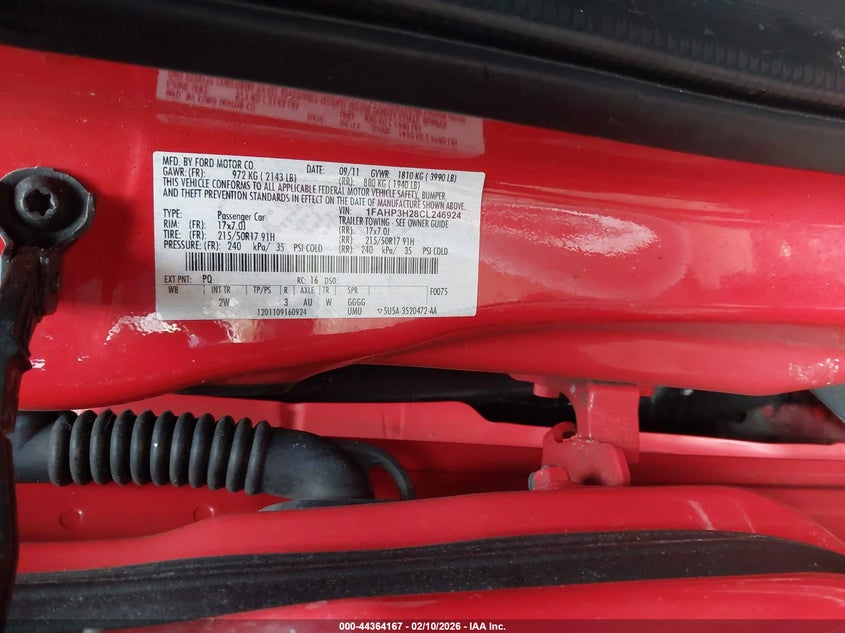 MFD. BY FORD MOTOR CO. DATE: 09/11 GVWR: 1810 KG ( 3990 LB)
GAWR: (FR): 972 KG ( 2143 LB) (RR): 880 KG ( 1940 LB)
THIS VEHICLE CONFORMS TO ALL APPLICABLE FEDERAL MOTOR VEHICLE SAFETY, BUMPER,
AND THEFT PREVENTION STANDARDS IN EFFECT ON THE DATE OF MANUFACTURE SHOWN ABOVE.
VIN: 1FAHP3H28CL246924
TYPE: Passenger Car TRAILER TOWING - SEE OWNER GUIDE
RIM: (FR): 17x7.0J (RR): 17x7.0J
TIRE: (FR): 215/50R17 91H (RR): 215/50R17 91H
PRESSURE: (FR) 240 kPa/ 35 PSI COLD (RR) 240 kPa/ 35 PSI COLD
EXT PNT: PQ RC: 16 DSO: F0075
WB INT TR TP/PS R AXLE TR SPR
2W 3 AU W GGGG
1201109160924 UMU ▽ 5U5A-3520472-AA
000-44364167 - 02/10/2026 - IAA Inc.